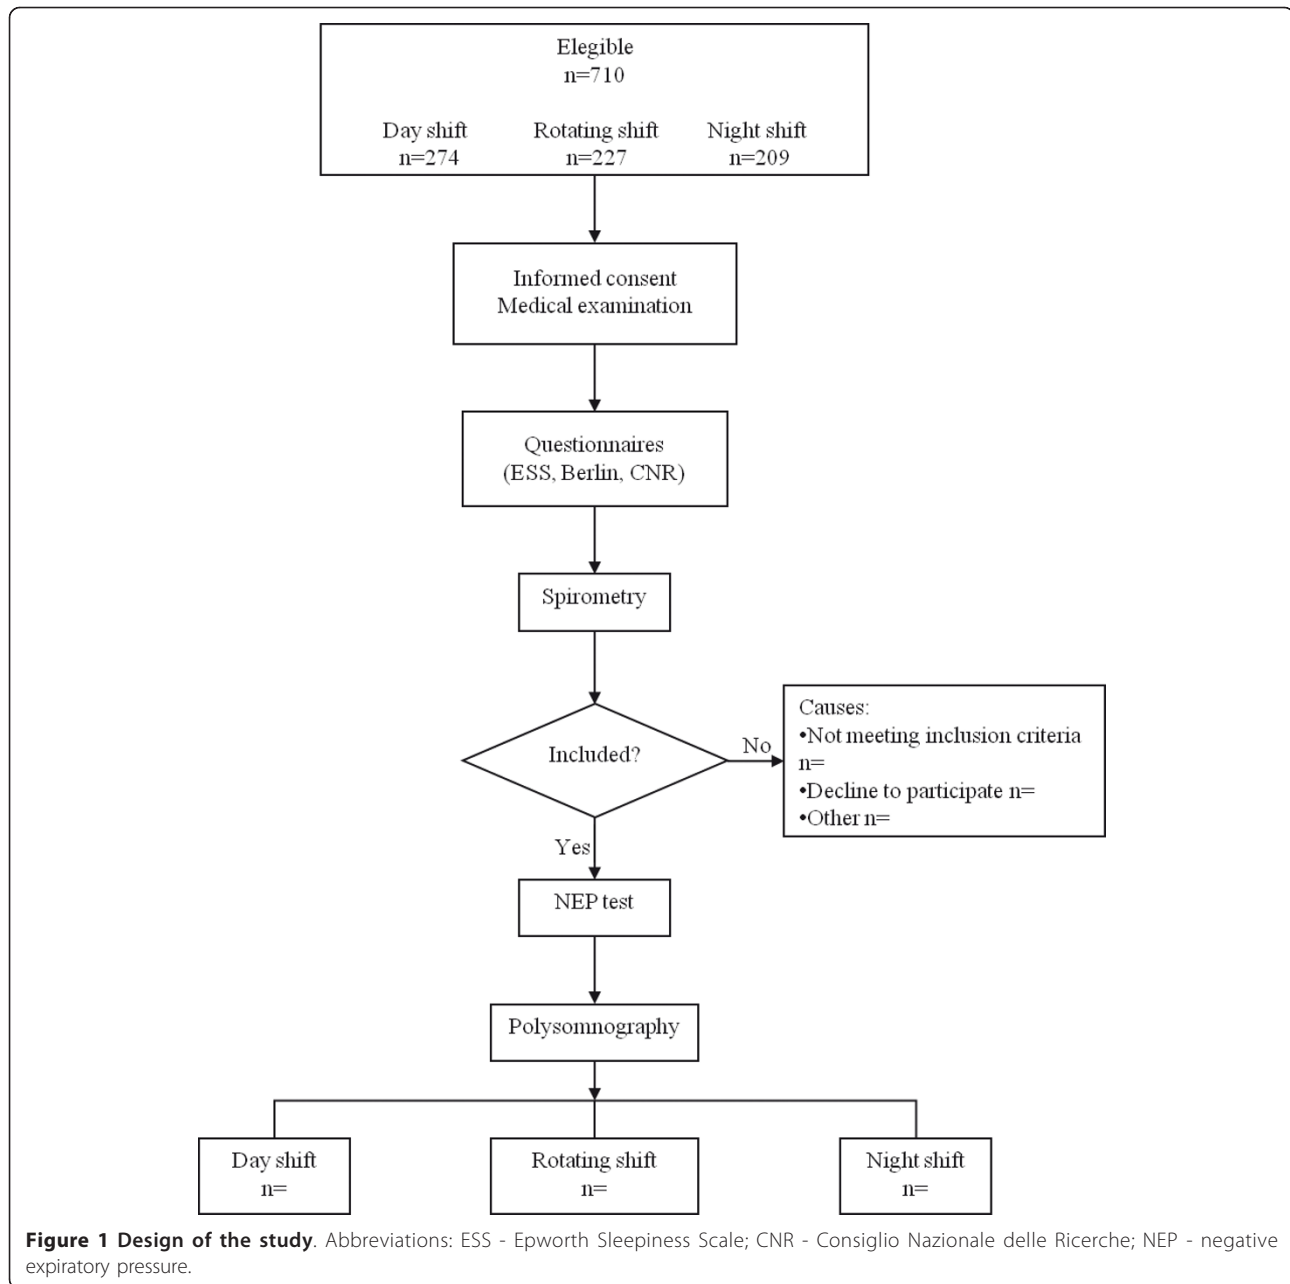 Elegible
n=710
Day shift Rotating shift Night shift
n=274 n=227 n=209
Informed consent
Medical examination
Questionnaires
(ESS, Berlin, CNR)
Spirometry
Included?
No
Causes:
•Not meeting inclusion criteria
n=
•Decline to participate n=
•Other n=
Yes
NEP test
Polysomnography
Day shift
n=
Rotating shift
n=
Night shift
n=
Figure 1 Design of the study. Abbreviations: ESS - Epworth Sleepiness Scale; CNR - Consiglio Nazionale delle Ricerche; NEP - negative
expiratory pressure.